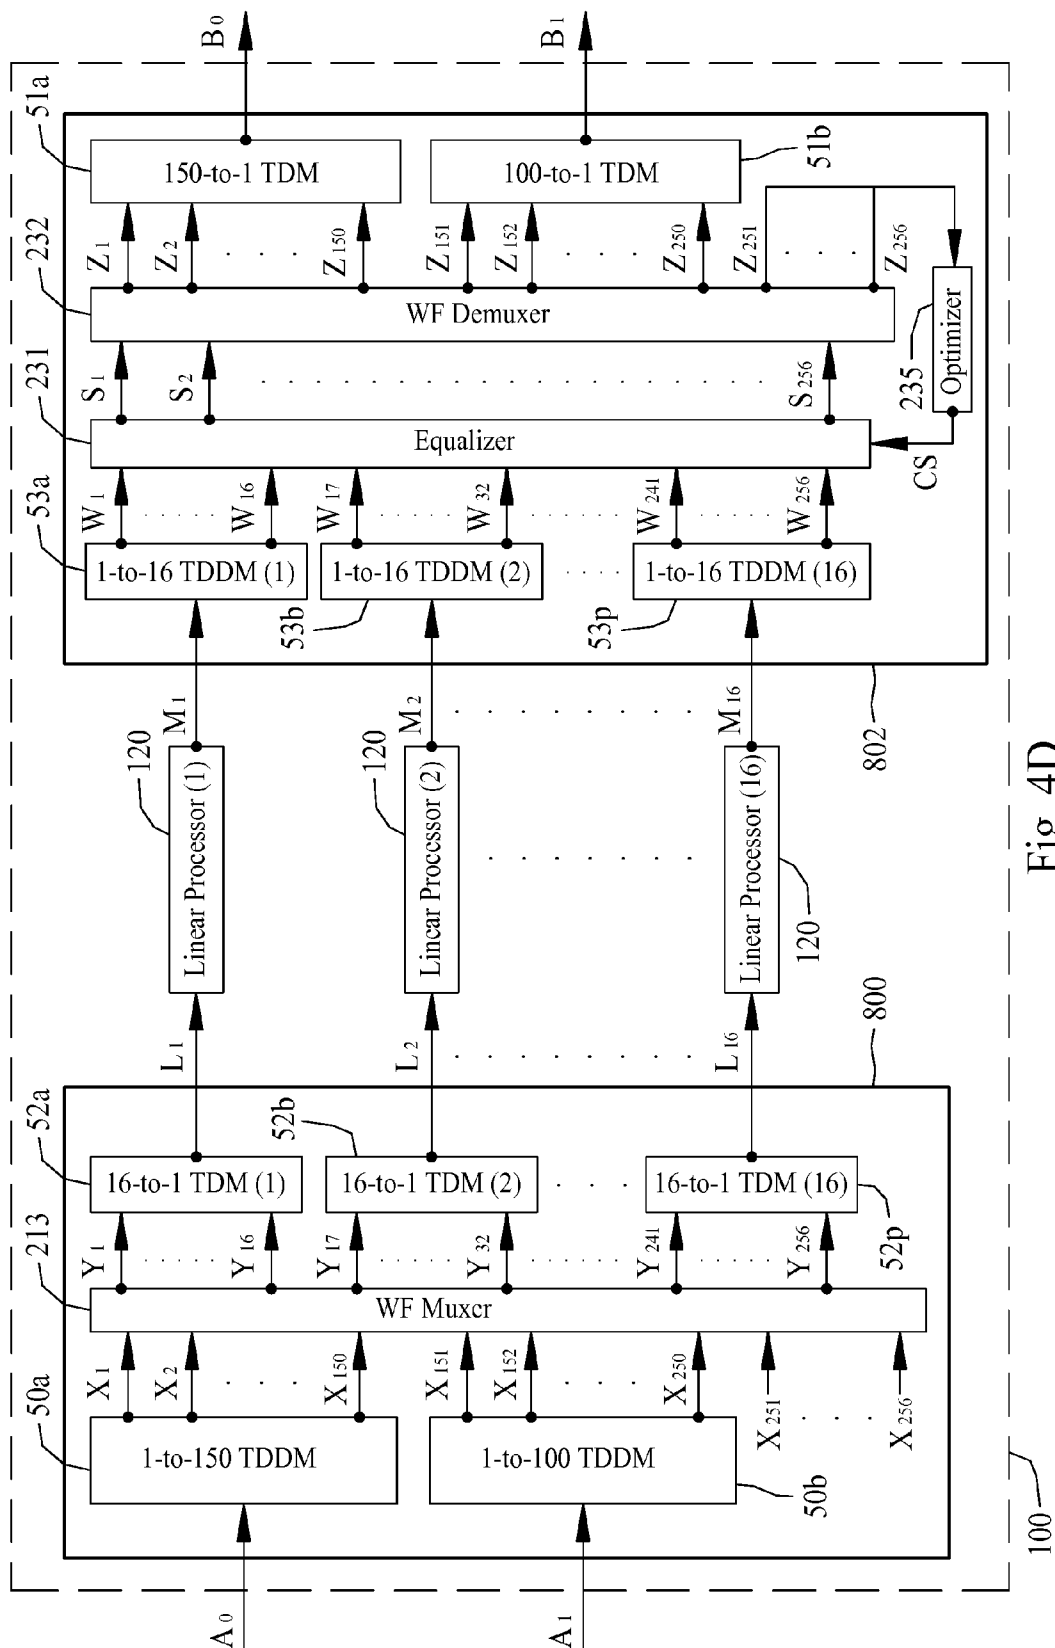 B0
B1
51a
150-to-1 TDM
100-to-1 TDM
51b
232
Z1
Z2
Z150
Z151
Z152
Z250
Z251
Z256
WF Demuxer
231
S1
S2
S256
235
Optimizer
Equalizer
CS
53a
W1
W16
W17
W32
W241
W256
1-to-16 TDDM (1)
1-to-16 TDDM (2)
1-to-16 TDDM (16)
53b
53p
M1
M2
M16
802
120
120
Linear Processor (1)
Linear Processor (2)
Linear Processor (16)
120
Fig. 4D
L1
L2
L16
800
52a
52b
16-to-1 TDM (1)
16-to-1 TDM (2)
16-to-1 TDM (16)
52p
213
Y1
Y16
Y17
Y32
Y241
Y256
WF Muxer
50a
X1
X2
X150
X151
X152
X250
X251
X256
1-to-150 TDDM
1-to-100 TDDM
50b
100
A0
A1